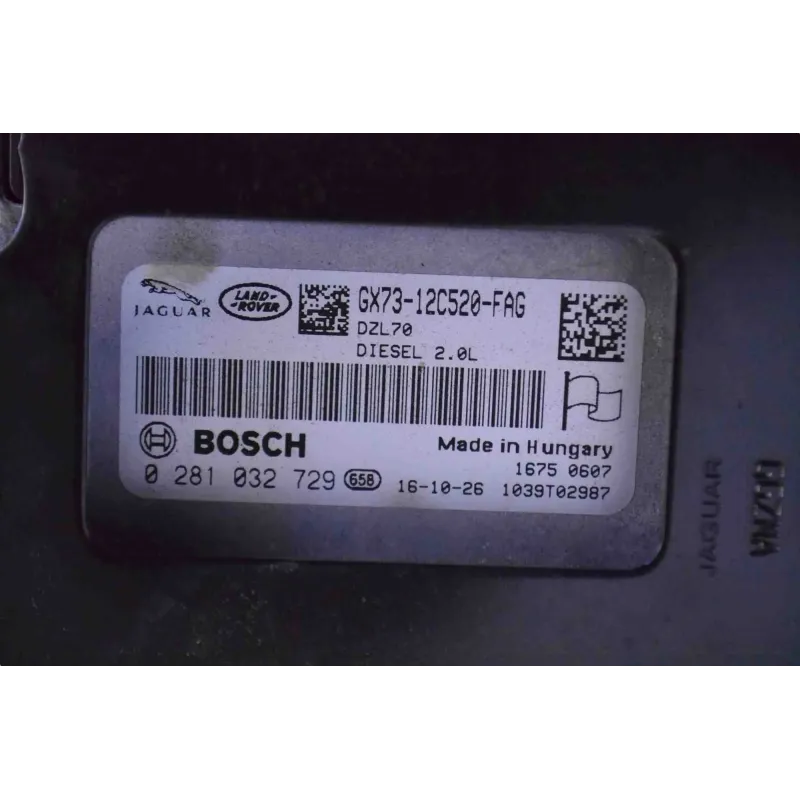 JAGUAR LAND-ROVER GX73-12C520-FAG
DZL70
DIESEL 2.0L
BOSCH Made in Hungary
1675 0607
0 281 032 729 658 16-10-26 1039T02987
JAGUAR